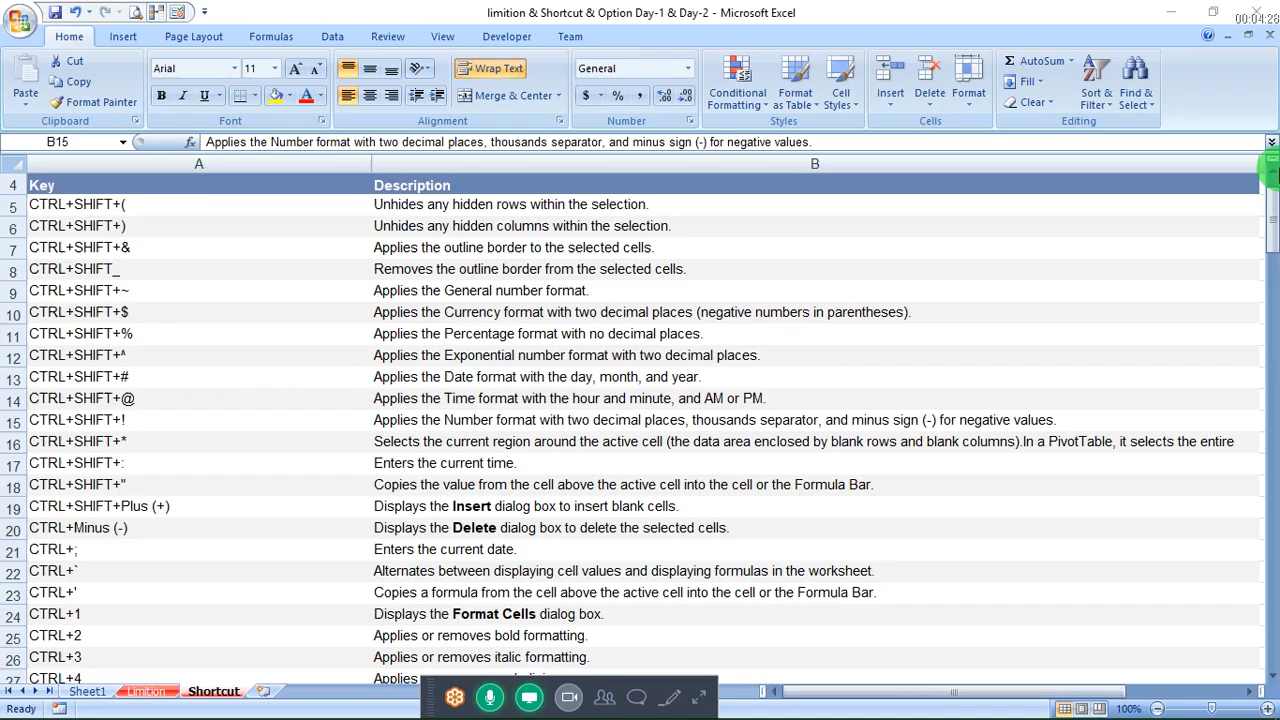 limition & Shortcut & Option Day-1 & Day-2 - Microsoft Excel
00:04:28
Home Insert Page Layout Formulas Data Review View Developer Team
Paste
Cut
Copy
Format Painter
Clipboard
Arial 11
B I U A
Font
Wrap Text
Merge & Center
Alignment
General
$ % ,
Number
Conditional Formatting
Format as Table
Cell Styles
Styles
Insert Delete Format
Cells
Σ AutoSum
Fill
Clear
Sort & Filter
Find & Select
Editing
B15 fx Applies the Number format with two decimal places, thousands separator, and minus sign (-) for negative values.
A B
4 Key Description
5 CTRL+SHIFT+( Unhides any hidden rows within the selection.
6 CTRL+SHIFT+) Unhides any hidden columns within the selection.
7 CTRL+SHIFT+& Applies the outline border to the selected cells.
8 CTRL+SHIFT_ Removes the outline border from the selected cells.
9 CTRL+SHIFT+~ Applies the General number format.
10 CTRL+SHIFT+$ Applies the Currency format with two decimal places (negative numbers in parentheses).
11 CTRL+SHIFT+% Applies the Percentage format with no decimal places.
12 CTRL+SHIFT+^ Applies the Exponential number format with two decimal places.
13 CTRL+SHIFT+# Applies the Date format with the day, month, and year.
14 CTRL+SHIFT+@ Applies the Time format with the hour and minute, and AM or PM.
15 CTRL+SHIFT+! Applies the Number format with two decimal places, thousands separator, and minus sign (-) for negative values.
16 CTRL+SHIFT+* Selects the current region around the active cell (the data area enclosed by blank rows and blank columns).In a PivotTable, it selects the entire
17 CTRL+SHIFT+: Enters the current time.
18 CTRL+SHIFT+" Copies the value from the cell above the active cell into the cell or the Formula Bar.
19 CTRL+SHIFT+Plus (+) Displays the Insert dialog box to insert blank cells.
20 CTRL+Minus (-) Displays the Delete dialog box to delete the selected cells.
21 CTRL+; Enters the current date.
22 CTRL+` Alternates between displaying cell values and displaying formulas in the worksheet.
23 CTRL+' Copies a formula from the cell above the active cell into the cell or the Formula Bar.
24 CTRL+1 Displays the Format Cells dialog box.
25 CTRL+2 Applies or removes bold formatting.
26 CTRL+3 Applies or removes italic formatting.
27 CTRL+4 Applies
Sheet1 Limition Shortcut
Ready 100%